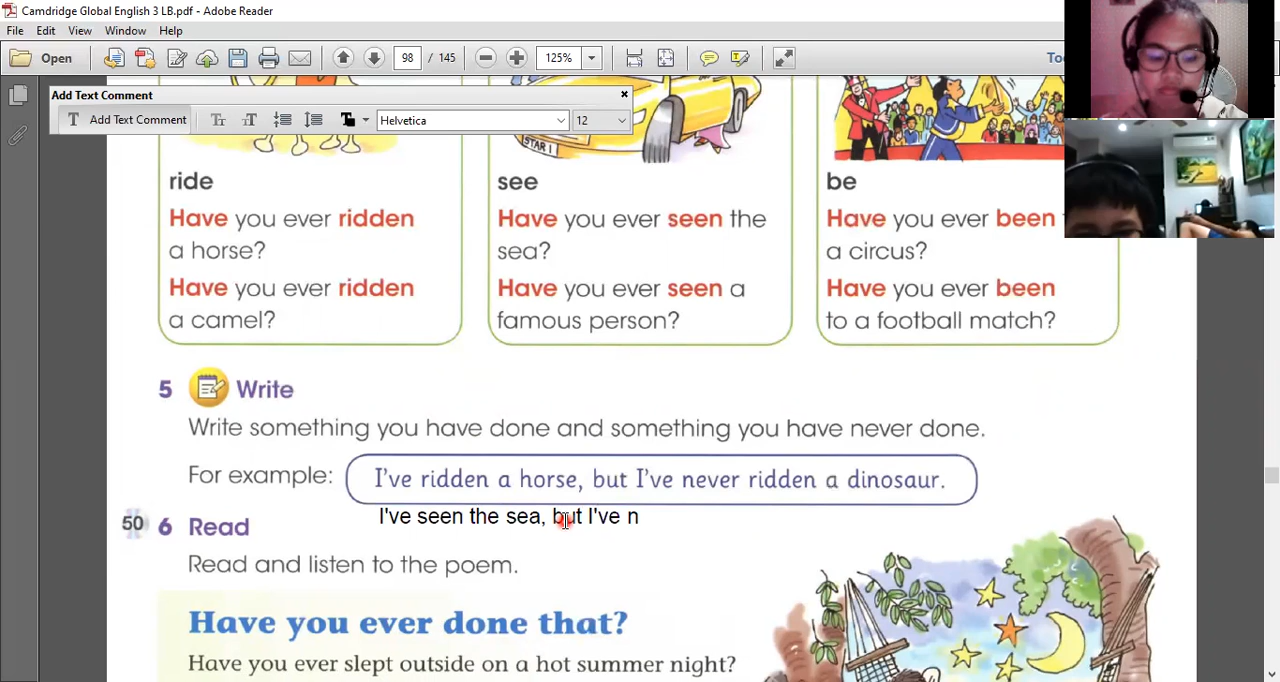 Camdridge Global English 3 LB.pdf - Adobe Reader
File Edit View Window Help
Open 98 / 145 125%
Add Text Comment
T Add Text Comment Helvetica 12
STAR 1
ride
Have you ever ridden
a horse?
Have you ever ridden
a camel?
see
Have you ever seen the
sea?
Have you ever seen a
famous person?
be
Have you ever been
a circus?
Have you ever been
to a football match?
5 Write
Write something you have done and something you have never done.
For example: I've ridden a horse, but I've never ridden a dinosaur.
I've seen the sea, but I've n
50 6 Read
Read and listen to the poem.
Have you ever done that?
Have you ever slept outside on a hot summer night?